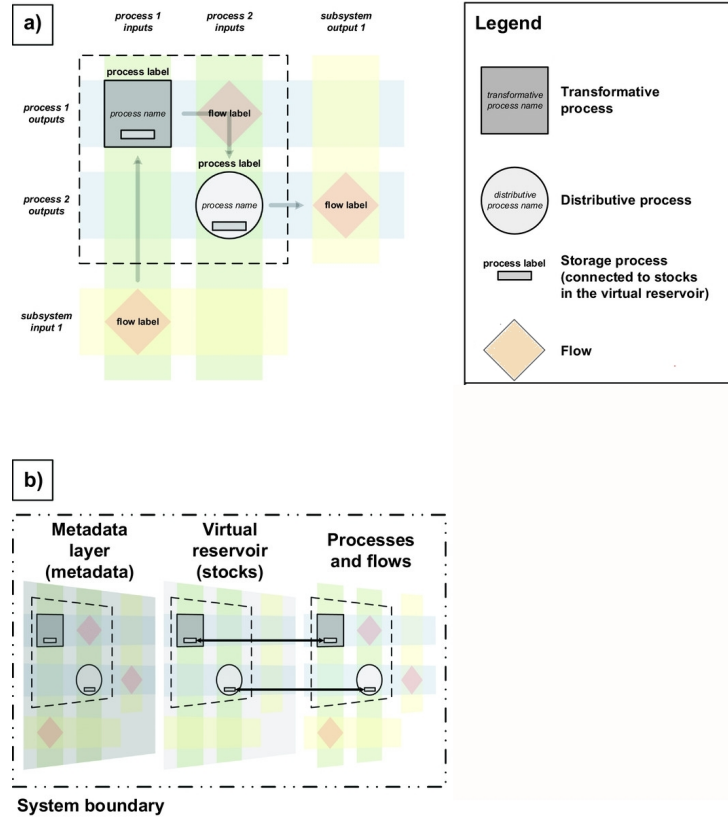 a)
process 1
inputs
process 2
inputs
subsystem
output 1
process label
process 1
outputs
process name
flow label
process label
process 2
outputs
process name
flow label
subsystem
input 1
flow label
Legend
transformative
process name
Transformative
process
distributive
process name
Distributive process
process label
Storage process
(connected to stocks
in the virtual reservoir)
Flow
b)
Metadata
layer
(metadata)
Virtual
reservoir
(stocks)
Processes
and flows
System boundary